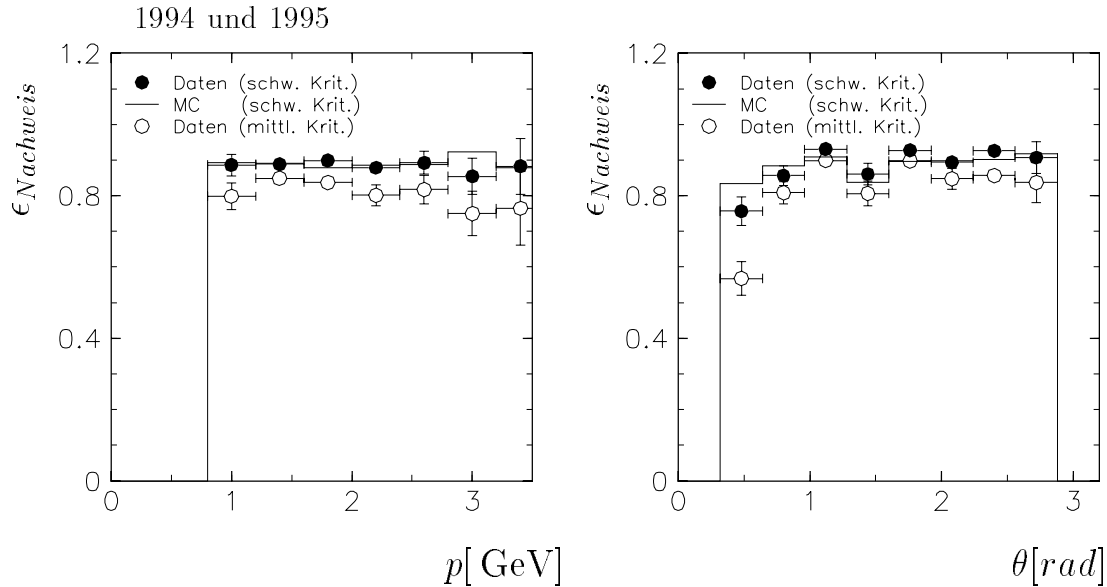 1994 und 1995
1.2
0.8
0.4
0
ϵNachweis
Daten (schw. Krit.)
MC (schw. Krit.)
Daten (mittl. Krit.)
0 1 2 3
p[ GeV]
1.2
0.8
0.4
0
ϵNachweis
Daten (schw. Krit.)
MC (schw. Krit.)
Daten (mittl. Krit.)
0 1 2 3
θ[rad]